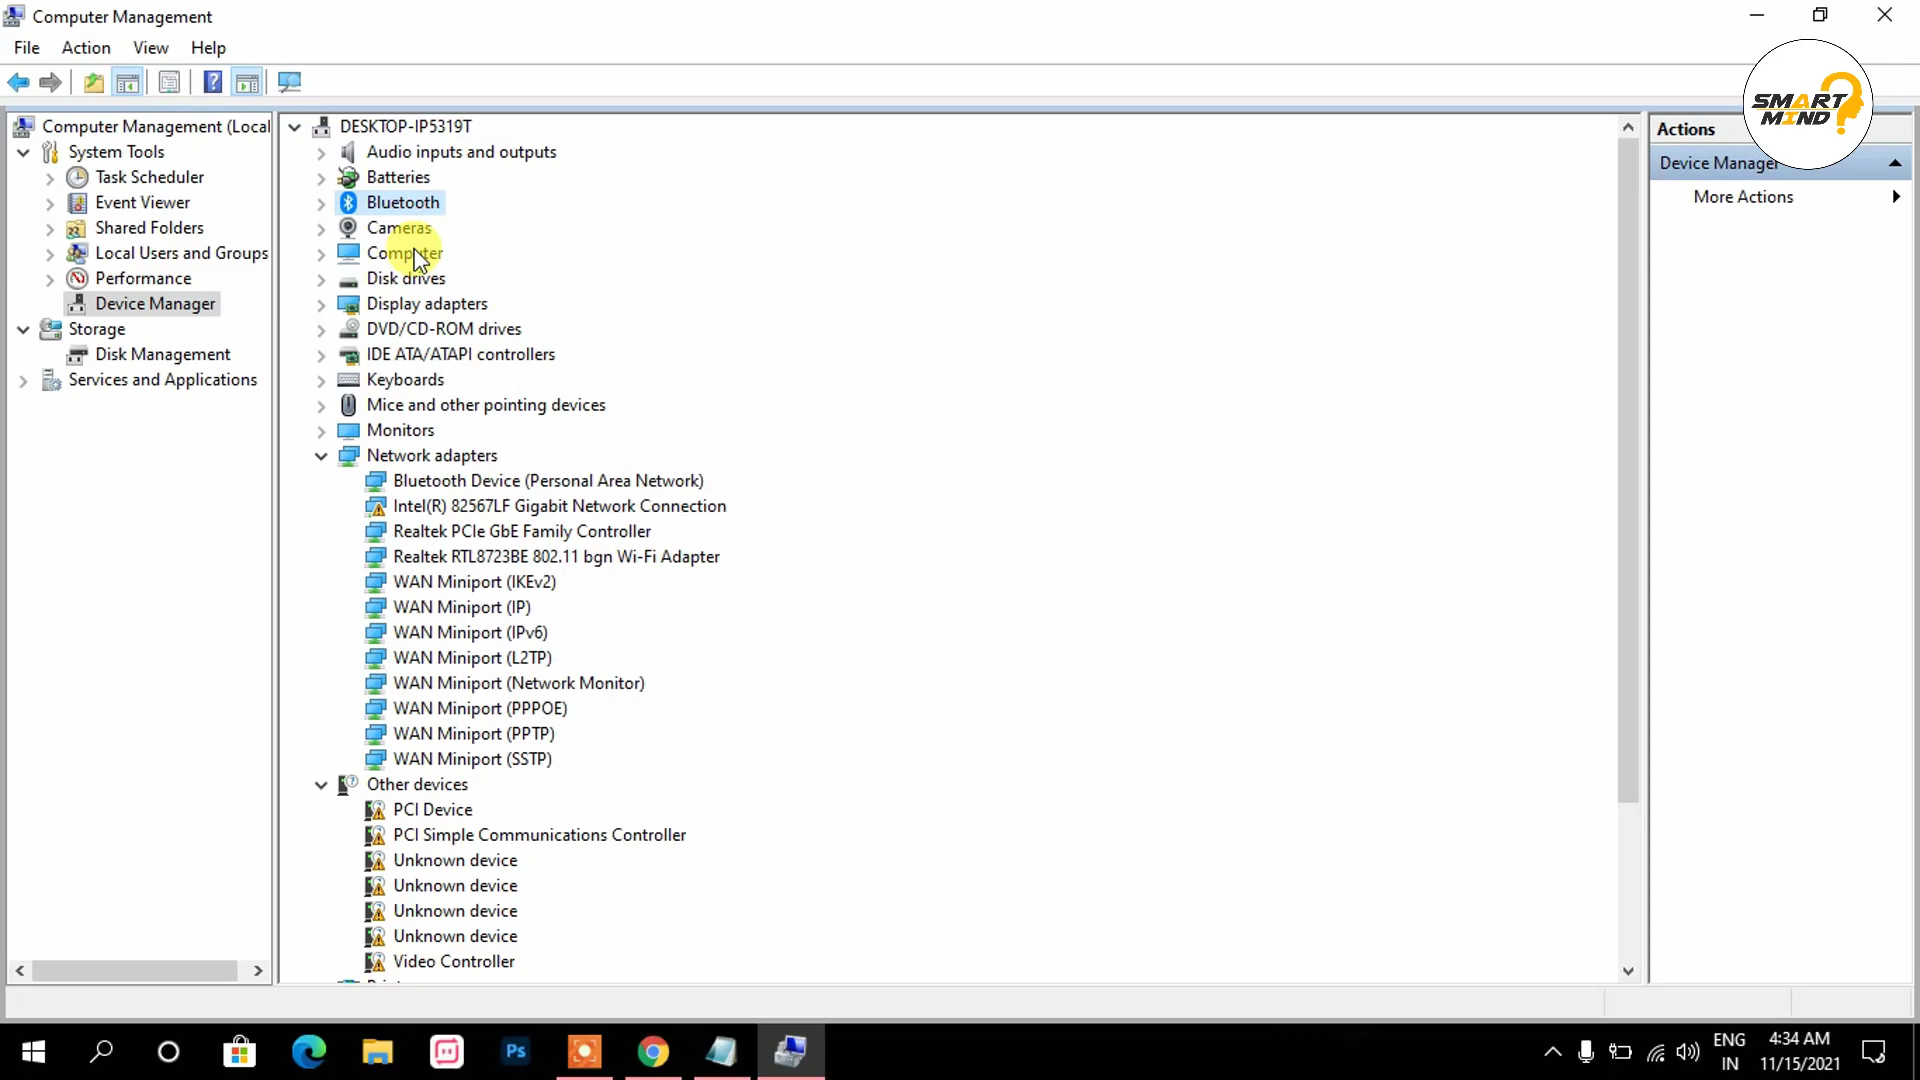 Computer Management
File Action View Help
Computer Management (Local
System Tools
Task Scheduler
Event Viewer
Shared Folders
Local Users and Groups
Performance
Device Manager
Storage
Disk Management
Services and Applications
DESKTOP-IP5319T
Audio inputs and outputs
Batteries
Bluetooth
Cameras
Computer
Disk drives
Display adapters
DVD/CD-ROM drives
IDE ATA/ATAPI controllers
Keyboards
Mice and other pointing devices
Monitors
Network adapters
Bluetooth Device (Personal Area Network)
Intel(R) 82567LF Gigabit Network Connection
Realtek PCIe GbE Family Controller
Realtek RTL8723BE 802.11 bgn Wi-Fi Adapter
WAN Miniport (IKEv2)
WAN Miniport (IP)
WAN Miniport (IPv6)
WAN Miniport (L2TP)
WAN Miniport (Network Monitor)
WAN Miniport (PPPOE)
WAN Miniport (PPTP)
WAN Miniport (SSTP)
Other devices
PCI Device
PCI Simple Communications Controller
Unknown device
Unknown device
Unknown device
Unknown device
Video Controller
Actions
Device Manager
More Actions
SMART
MIND
Ps
ENG
IN
4:34 AM
11/15/2021